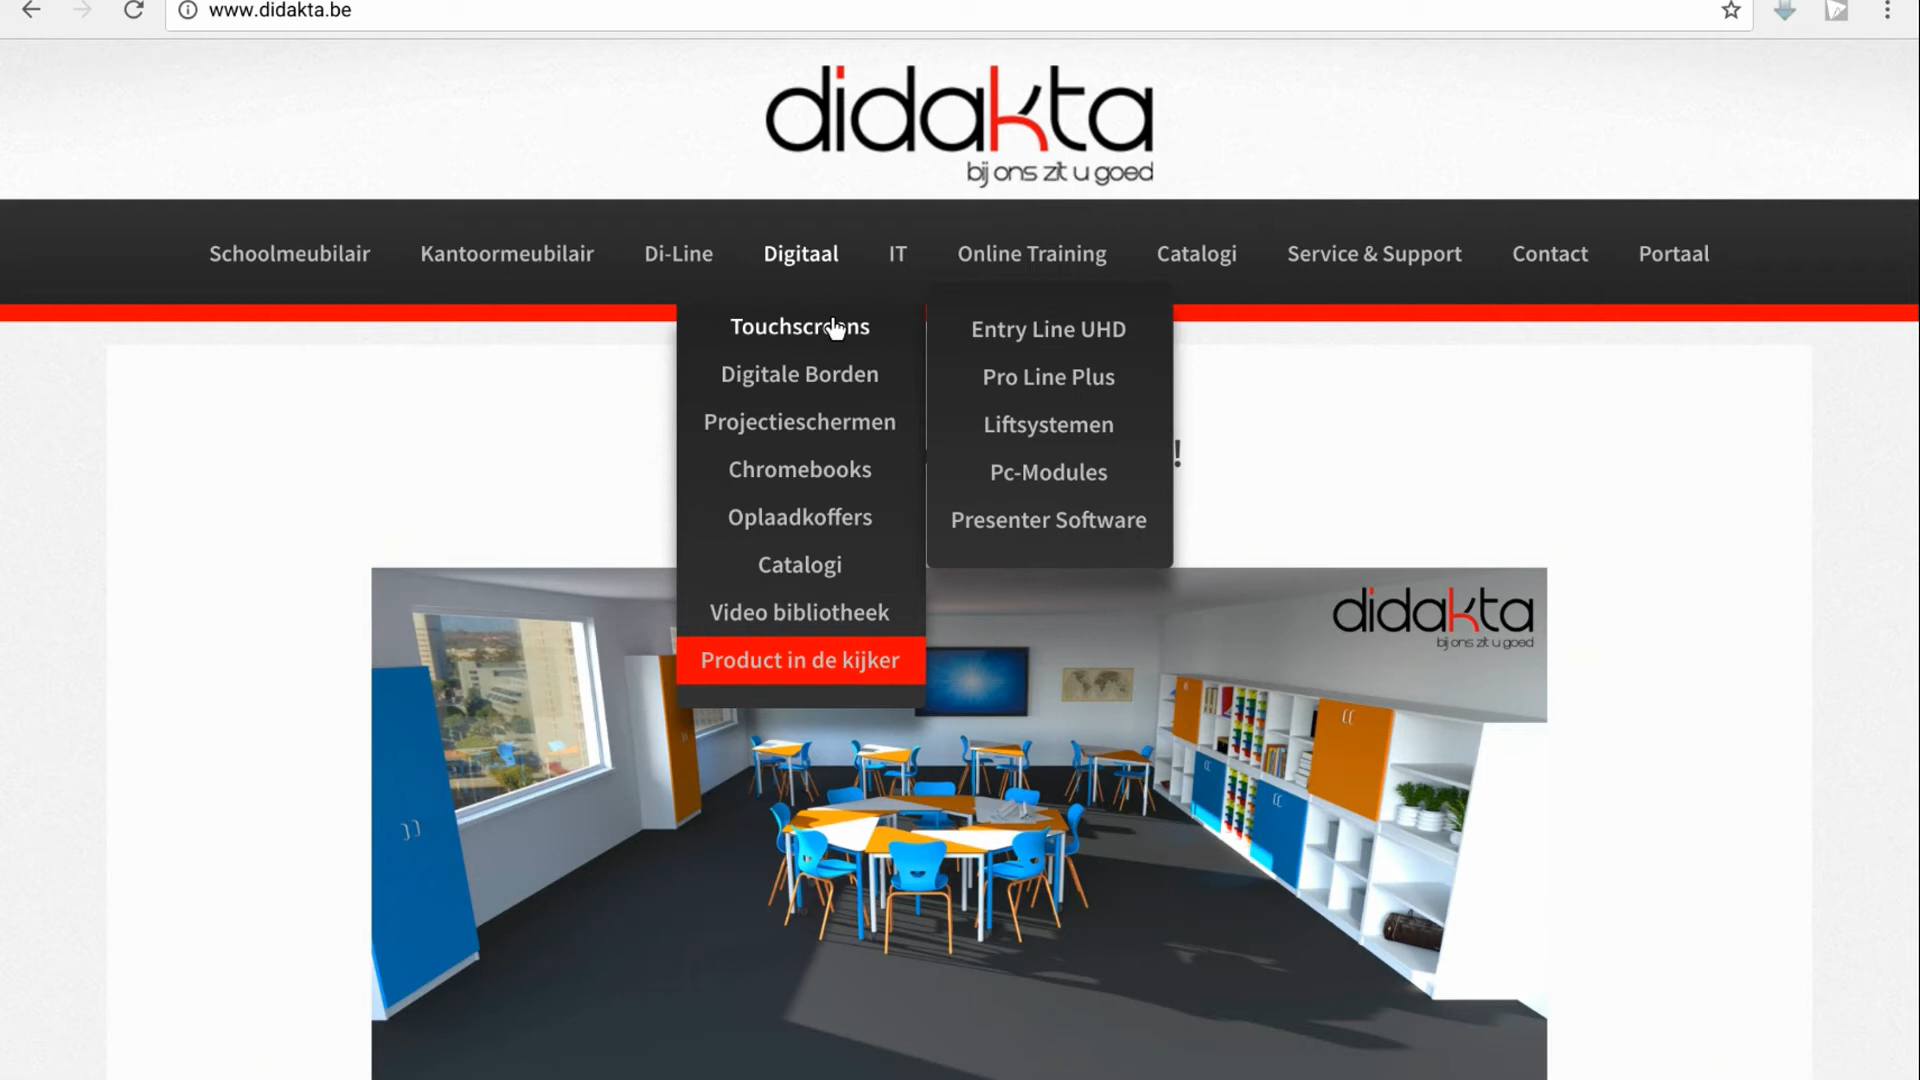 www.didakta.be
didakta
bij ons zit u goed
Schoolmeubilair Kantoormeubilair Di-Line Digitaal IT Online Training Catalogi Service & Support Contact Portaal
Touchscreens
Digitale Borden
Projectieschermen
Chromebooks
Oplaadkoffers
Catalogi
Video bibliotheek
Product in de kijker
Entry Line UHD
Pro Line Plus
Liftsystemen
Pc-Modules
Presenter Software
!
didakta
bij ons zit u goed